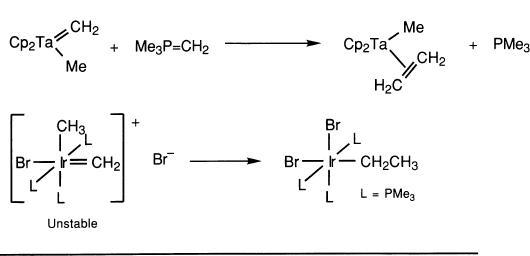 Cp2Ta=CH2 Me + Me3P=CH2 → Cp2Ta Me CH2 H2C + PMe3
[ CH3 L Br Ir=CH2 L L ]+ Br− → Br L Br Ir CH2CH3 L L
L = PMe3
Unstable